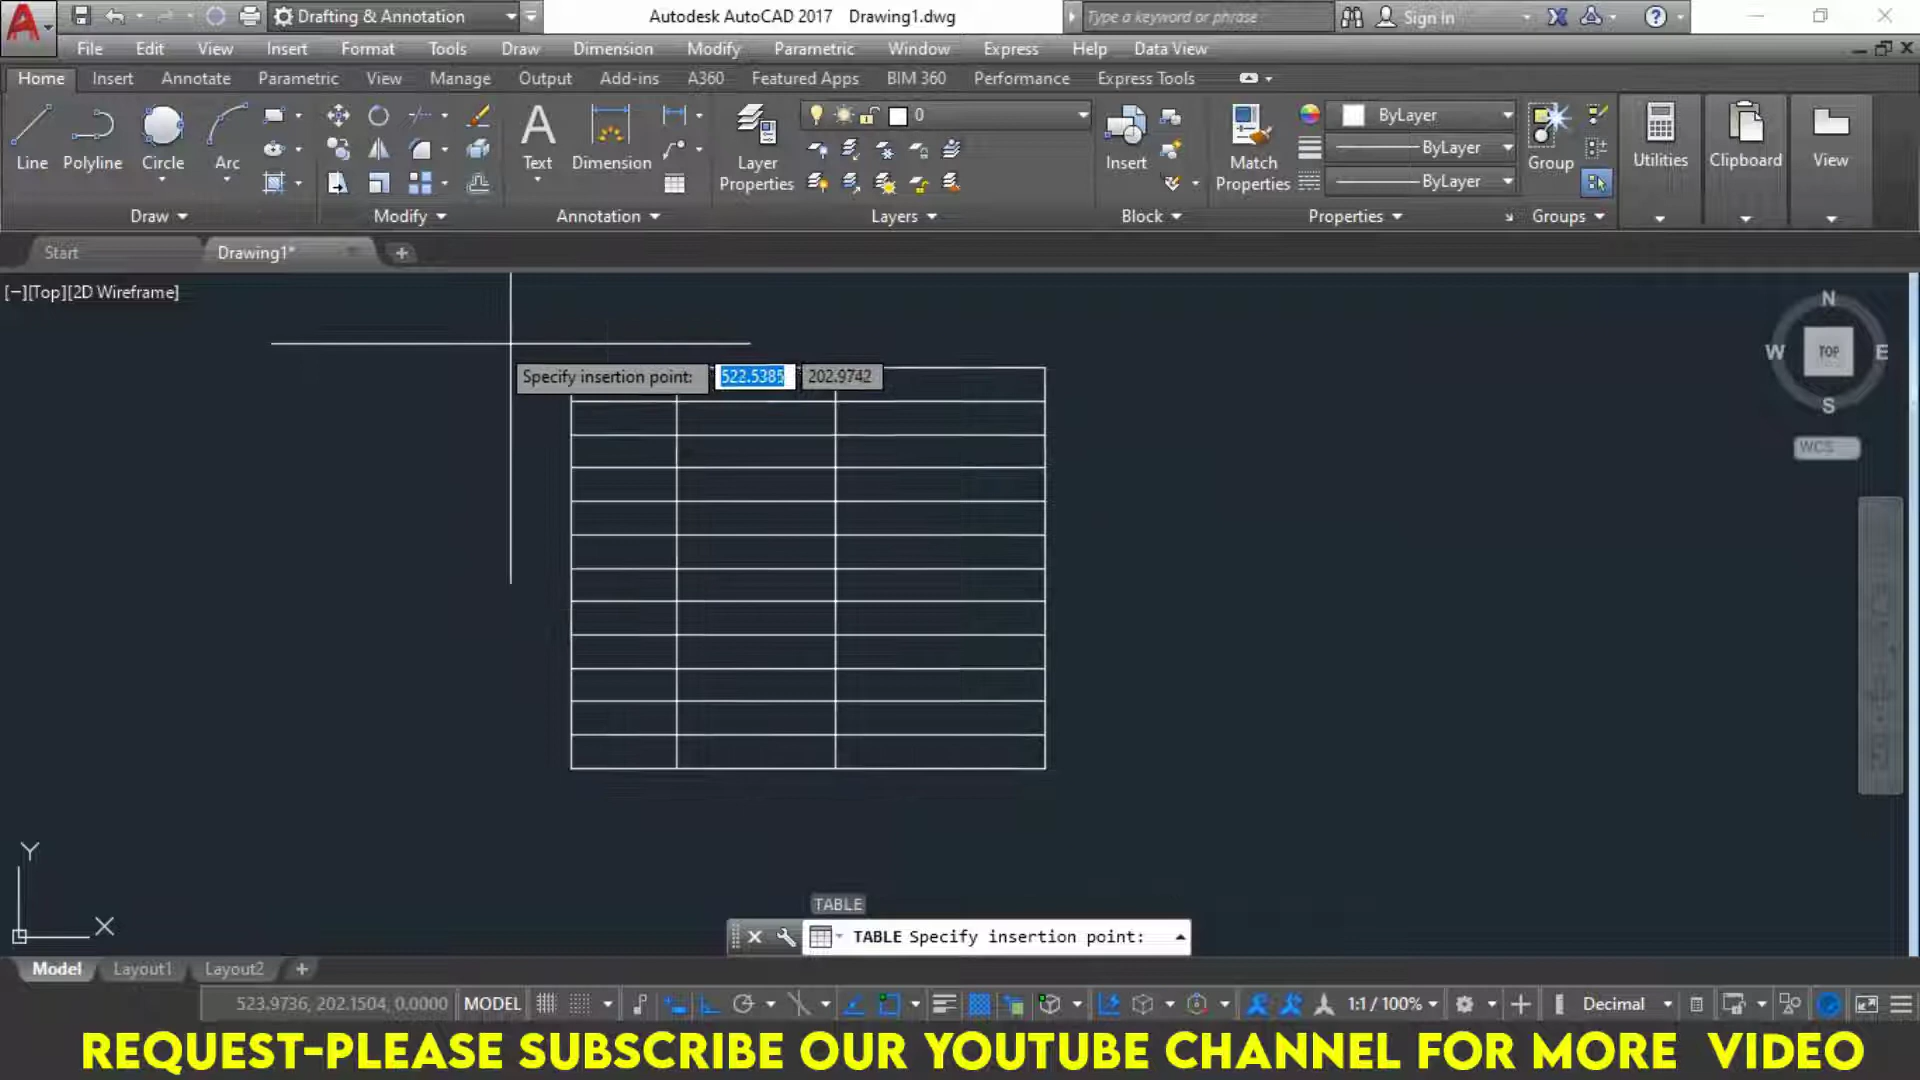 Drafting & Annotation
Autodesk AutoCAD 2017 Drawing1.dwg
Type a keyword or phrase
Sign In
File Edit View Insert Format Tools Draw Dimension Modify Parametric Window Express Help Data View
Home Insert Annotate Parametric View Manage Output Add-ins A360 Featured Apps BIM 360 Performance Express Tools
0
ByLayer
ByLayer
ByLayer
Line Polyline Circle Arc
Text Dimension
Layer Properties
Insert
Match Properties
Group
Utilities Clipboard View
Draw Modify Annotation Layers Block Properties Groups
Start Drawing1*
[−][Top][2D Wireframe]
N
W TOP E
S
WCS
Specify insertion point: 522.5385 202.9742
Y
X
TABLE
TABLE Specify insertion point:
Model Layout1 Layout2
523.9736, 202.1504, 0.0000 MODEL 1:1 / 100% Decimal
REQUEST-PLEASE SUBSCRIBE OUR YOUTUBE CHANNEL FOR MORE VIDEO